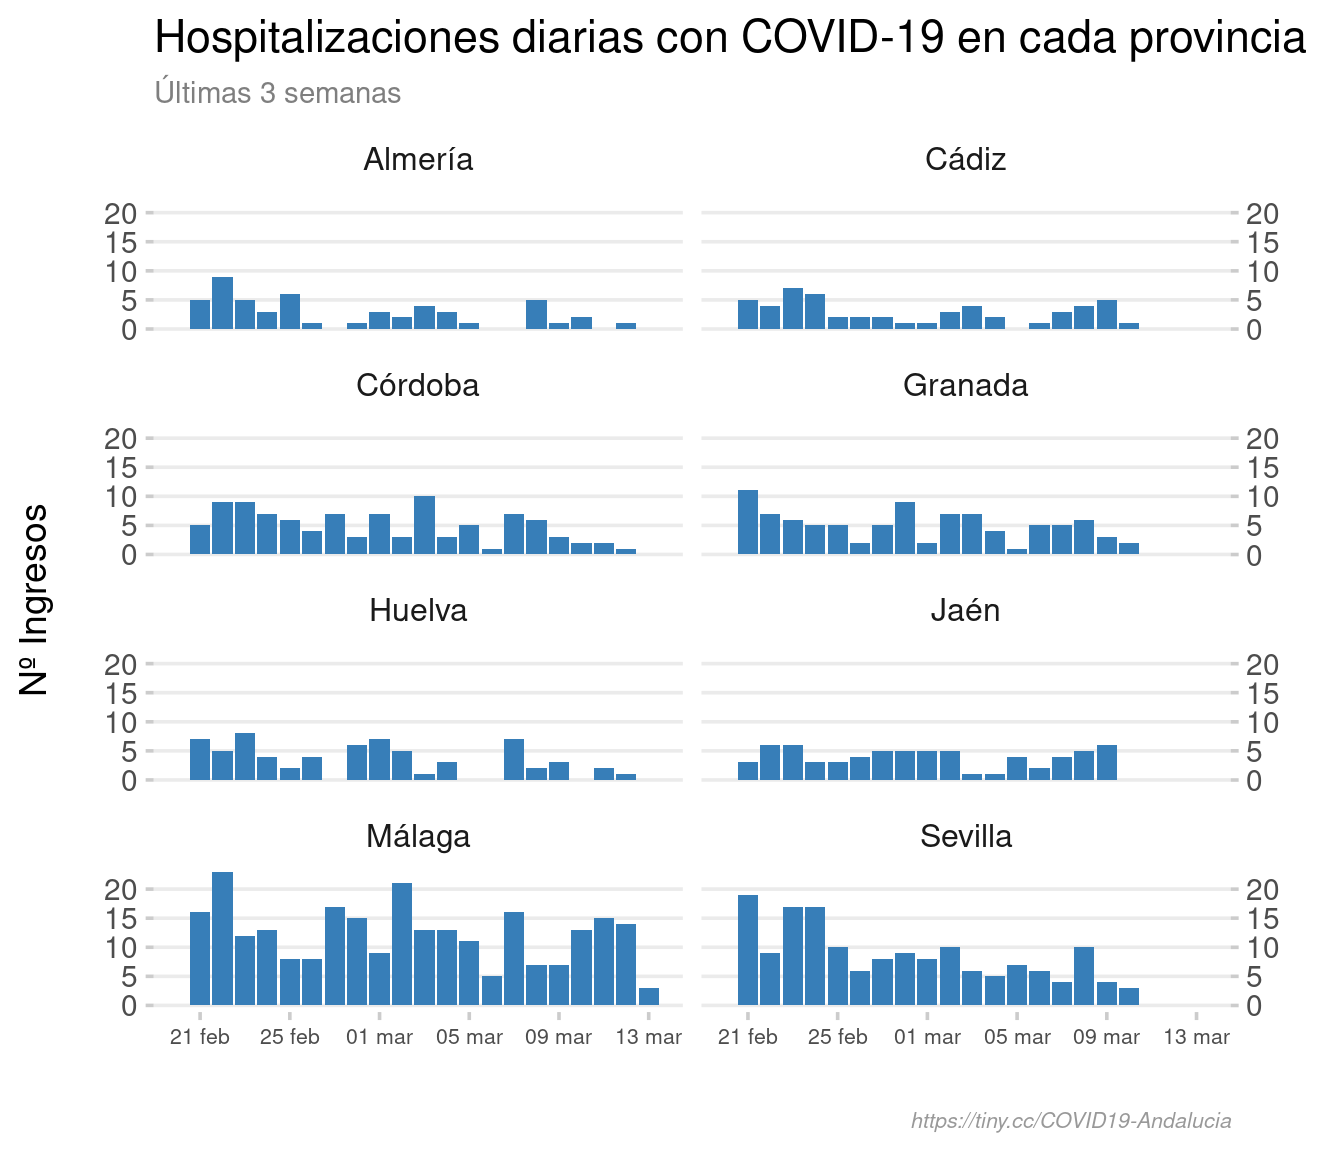 Hospitalizaciones diarias con COVID-19 en cada provincia
Últimas 3 semanas
Almería
Cádiz
20
15
10
5
0
20
15
10
5
0
Córdoba
Granada
20
15
10
5
0
20
15
10
5
0
Nº Ingresos
Huelva
Jaén
20
15
10
5
0
20
15
10
5
0
Málaga
Sevilla
20
15
10
5
0
20
15
10
5
0
21 feb 25 feb 01 mar 05 mar 09 mar 13 mar
21 feb 25 feb 01 mar 05 mar 09 mar 13 mar
https://tiny.cc/COVID19-Andalucia